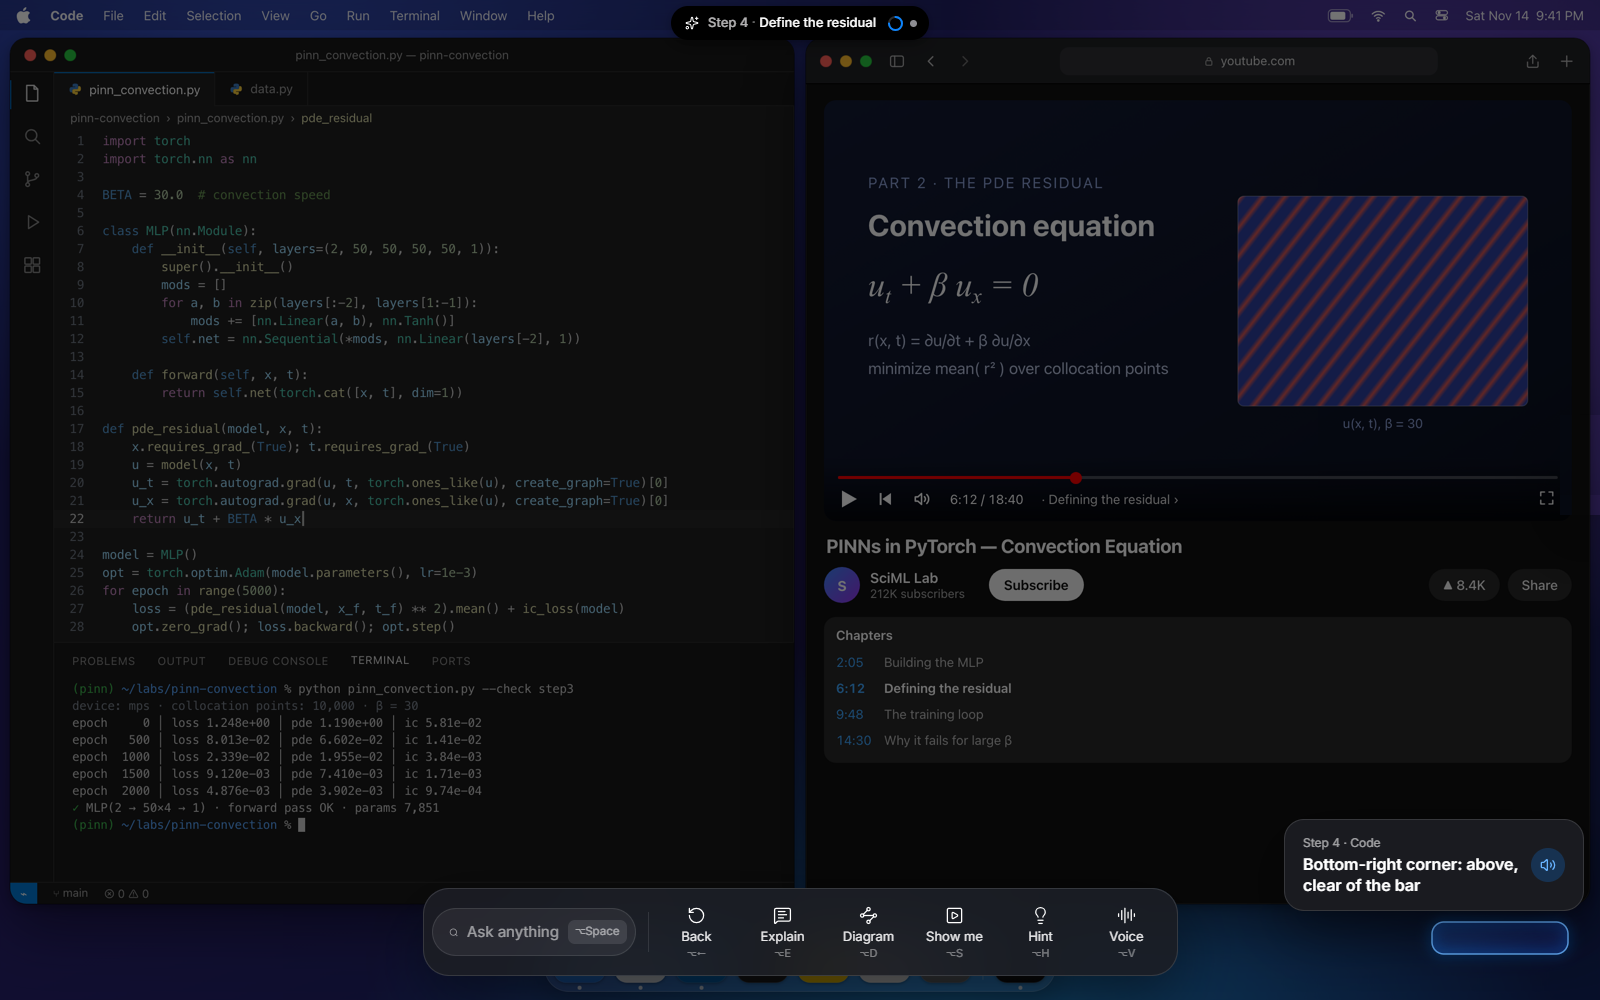 Code File Edit Selection View Go Run Terminal Window Help
Step 4 · Define the residual
Sat Nov 14 9:41 PM
pinn_convection.py — pinn-convection
pinn_convection.py data.py
pinn-convection › pinn_convection.py › pde_residual
1 import torch
2 import torch.nn as nn
3
4 BETA = 30.0  # convection speed
5
6 class MLP(nn.Module):
7     def __init__(self, layers=(2, 50, 50, 50, 50, 1)):
8         super().__init__()
9         mods = []
10         for a, b in zip(layers[:-2], layers[1:-1]):
11             mods += [nn.Linear(a, b), nn.Tanh()]
12         self.net = nn.Sequential(*mods, nn.Linear(layers[-2], 1))
13
14     def forward(self, x, t):
15         return self.net(torch.cat([x, t], dim=1))
16
17 def pde_residual(model, x, t):
18     x.requires_grad_(True); t.requires_grad_(True)
19     u = model(x, t)
20     u_t = torch.autograd.grad(u, t, torch.ones_like(u), create_graph=True)[0]
21     u_x = torch.autograd.grad(u, x, torch.ones_like(u), create_graph=True)[0]
22     return u_t + BETA * u_x
23
24 model = MLP()
25 opt = torch.optim.Adam(model.parameters(), lr=1e-3)
26 for epoch in range(5000):
27     loss = (pde_residual(model, x_f, t_f) ** 2).mean() + ic_loss(model)
28     opt.zero_grad(); loss.backward(); opt.step()
PROBLEMS OUTPUT DEBUG CONSOLE TERMINAL PORTS
(pinn) ~/labs/pinn-convection % python pinn_convection.py --check step3
device: mps · collocation points: 10,000 · β = 30
epoch     0 │ loss 1.248e+00 │ pde 1.190e+00 │ ic 5.81e-02
epoch   500 │ loss 8.013e-02 │ pde 6.602e-02 │ ic 1.41e-02
epoch  1000 │ loss 2.339e-02 │ pde 1.955e-02 │ ic 3.84e-03
epoch  1500 │ loss 9.120e-03 │ pde 7.410e-03 │ ic 1.71e-03
epoch  2000 │ loss 4.876e-03 │ pde 3.902e-03 │ ic 9.74e-04
✓ MLP(2 → 50×4 → 1) · forward pass OK · params 7,851
(pinn) ~/labs/pinn-convection %
main 0 0
youtube.com
PART 2 · THE PDE RESIDUAL
Convection equation
u_t + β u_x = 0
r(x, t) = ∂u/∂t + β ∂u/∂x
minimize mean( r² ) over collocation points
u(x, t), β = 30
6:12 / 18:40 · Defining the residual ›
PINNs in PyTorch — Convection Equation
S
SciML Lab
212K subscribers
Subscribe
8.4K
Share
Chapters
2:05 Building the MLP
6:12 Defining the residual
9:48 The training loop
14:30 Why it fails for large β
Step 4 · Code
Bottom-right corner: above,
clear of the bar
Ask anything ⌥Space
Back Explain Diagram Show me Hint Voice
⌥← ⌥E ⌥D ⌥S ⌥H ⌥V